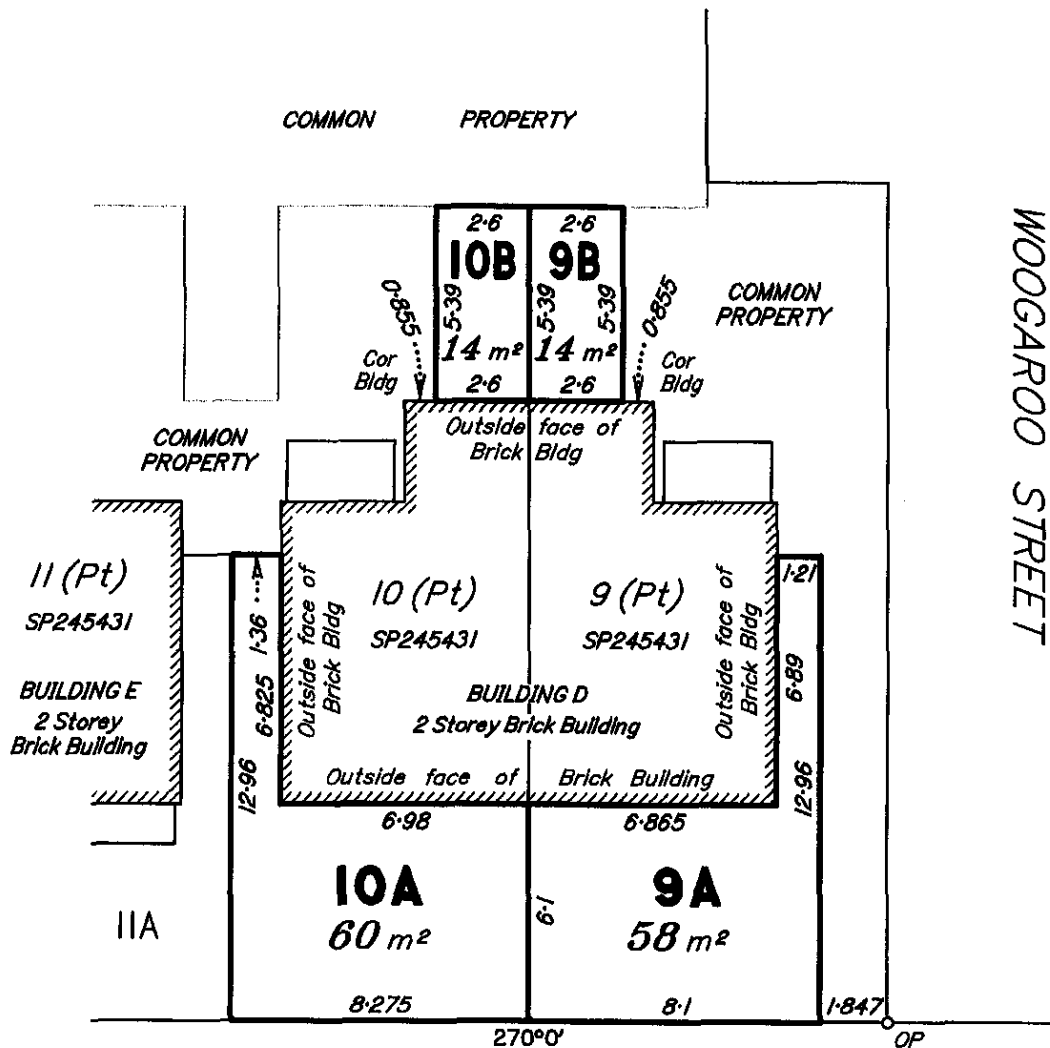 COMMON PROPERTY
WOOGAROO STREET
2·6 2·6
10B 9B
5·39 5·39 5·39
0·855 0·855
14 m² 14 m²
2·6 2·6
COMMON
PROPERTY
Cor
Bldg
Cor
Bldg
Outside face of
Brick Bldg
COMMON
PROPERTY
11 (Pt)
SP245431
BUILDING E
2 Storey
Brick Building
12·96
6·825 1·36
Outside face of
Brick Bldg
10 (Pt)
SP245431
9 (Pt)
SP245431
BUILDING D
2 Storey Brick Building
Outside face of
Brick Bldg
1·21
6·89
12·96
Outside face of Brick Building
6·98 6·865
10A
60 m²
6·1
9A
58 m²
11A
8·275 8·1 1·847
270°0'
OP